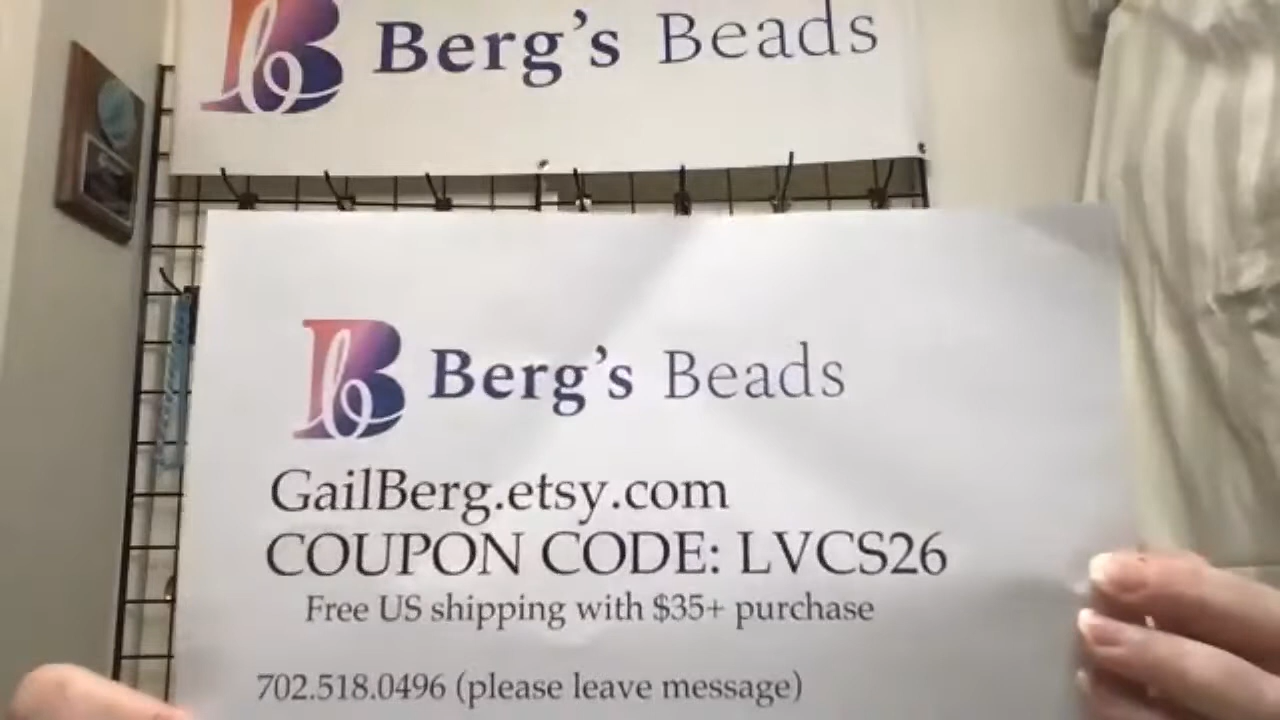 Berg's Beads
Berg's Beads
GailBerg.etsy.com
COUPON CODE: LVCS26
Free US shipping with $35+ purchase
702.518.0496 (please leave message)